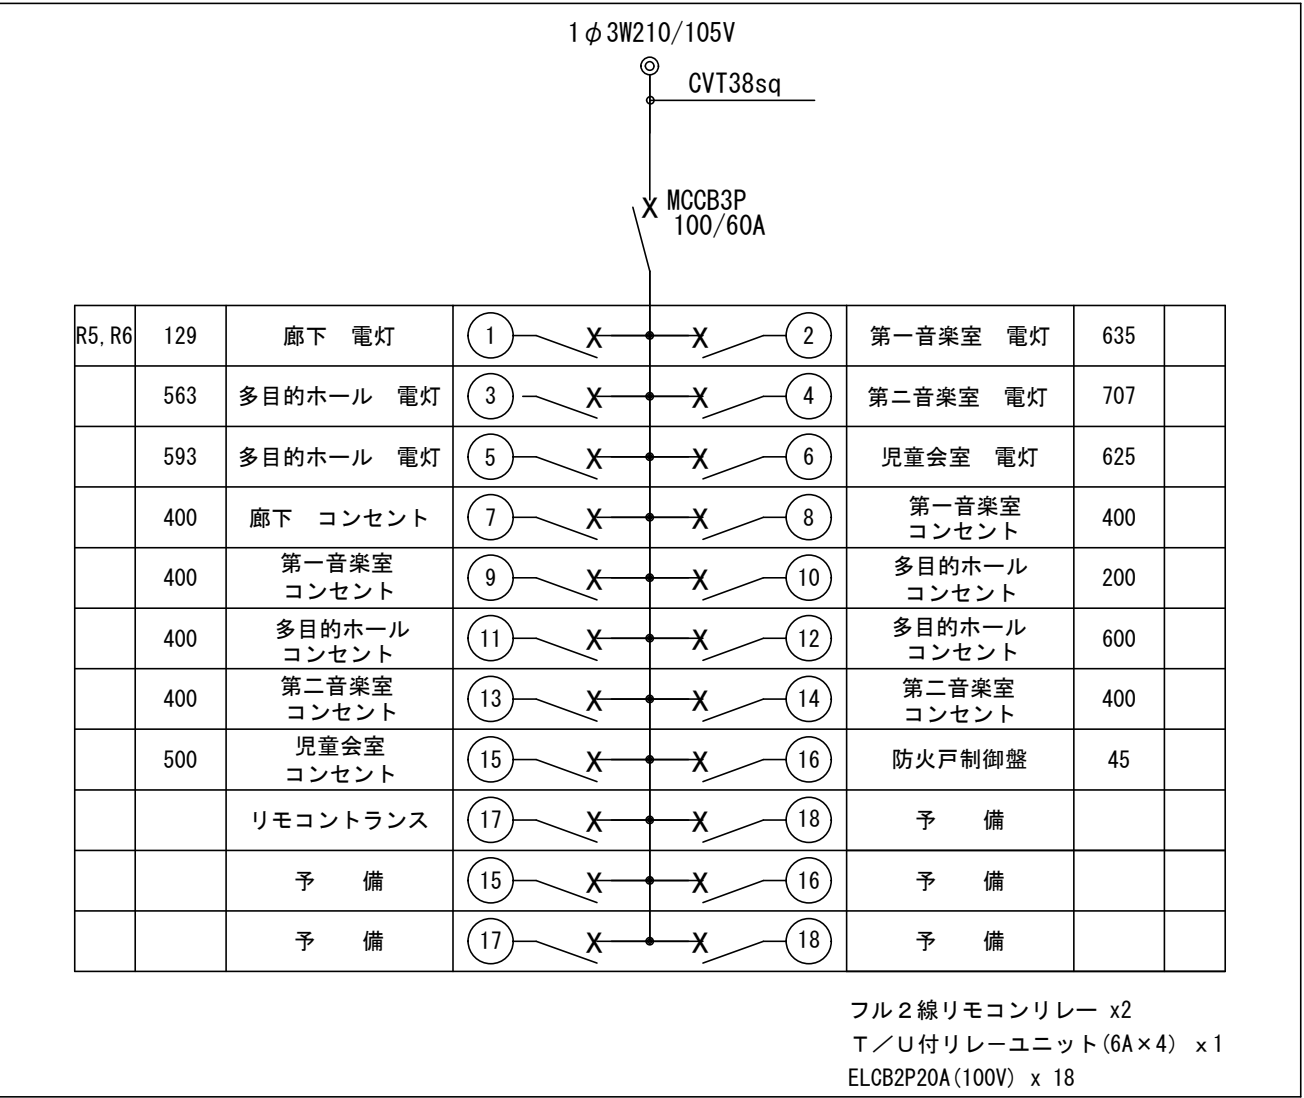 1φ3W210/105V
CVT38sq
MCCB3P
100/60A
R5,R6 129 廊下 電灯 1 2 第一音楽室 電灯 635
563 多目的ホール 電灯 3 4 第二音楽室 電灯 707
593 多目的ホール 電灯 5 6 児童会室 電灯 625
400 廊下 コンセント 7 8 第一音楽室
コンセント 400
400 第一音楽室
コンセント 9 10 多目的ホール
コンセント 200
400 多目的ホール
コンセント 11 12 多目的ホール
コンセント 600
400 第二音楽室
コンセント 13 14 第二音楽室
コンセント 400
500 児童会室
コンセント 15 16 防火戸制御盤 45
リモコントランス 17 18 予 備
予 備 15 16 予 備
予 備 17 18 予 備
フル2線リモコンリレー x2
T/U付リレーユニット(6A×4) x1
ELCB2P20A(100V) x 18